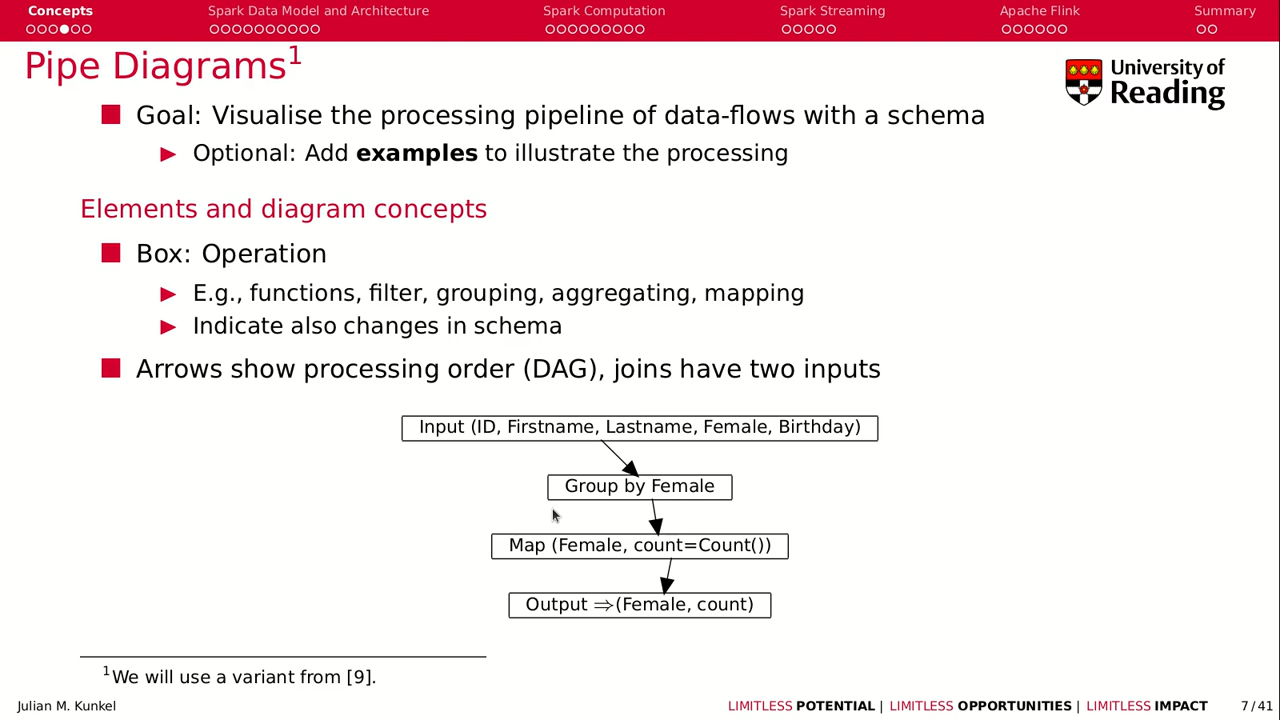 Concepts Spark Data Model and Architecture Spark Computation Spark Streaming Apache Flink Summary
Pipe Diagrams1
University of
Reading
Goal: Visualise the processing pipeline of data-flows with a schema
Optional: Add examples to illustrate the processing
Elements and diagram concepts
Box: Operation
E.g., functions, filter, grouping, aggregating, mapping
Indicate also changes in schema
Arrows show processing order (DAG), joins have two inputs
Input (ID, Firstname, Lastname, Female, Birthday)
Group by Female
Map (Female, count=Count())
Output ⇒(Female, count)
1We will use a variant from [9].
Julian M. Kunkel LIMITLESS POTENTIAL | LIMITLESS OPPORTUNITIES | LIMITLESS IMPACT 7/41